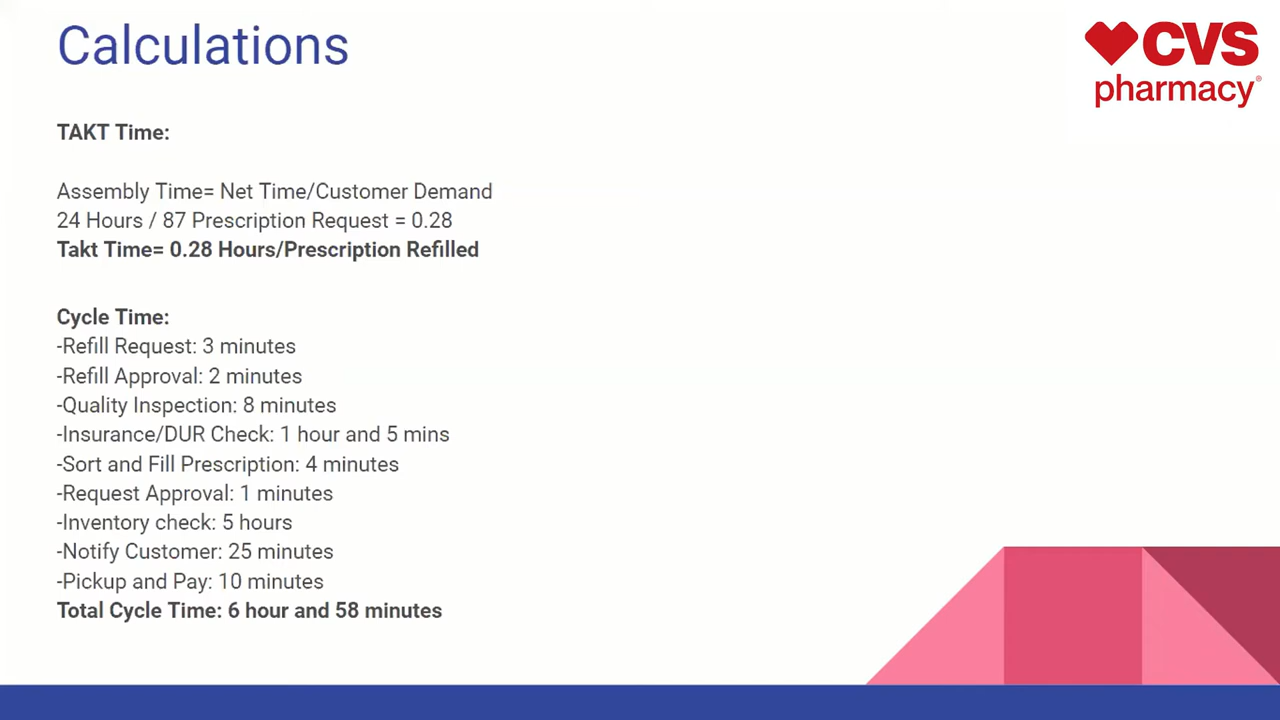 Calculations
CVS
pharmacy®
TAKT Time:
Assembly Time= Net Time/Customer Demand
24 Hours / 87 Prescription Request = 0.28
Takt Time= 0.28 Hours/Prescription Refilled
Cycle Time:
-Refill Request: 3 minutes
-Refill Approval: 2 minutes
-Quality Inspection: 8 minutes
-Insurance/DUR Check: 1 hour and 5 mins
-Sort and Fill Prescription: 4 minutes
-Request Approval: 1 minutes
-Inventory check: 5 hours
-Notify Customer: 25 minutes
-Pickup and Pay: 10 minutes
Total Cycle Time: 6 hour and 58 minutes